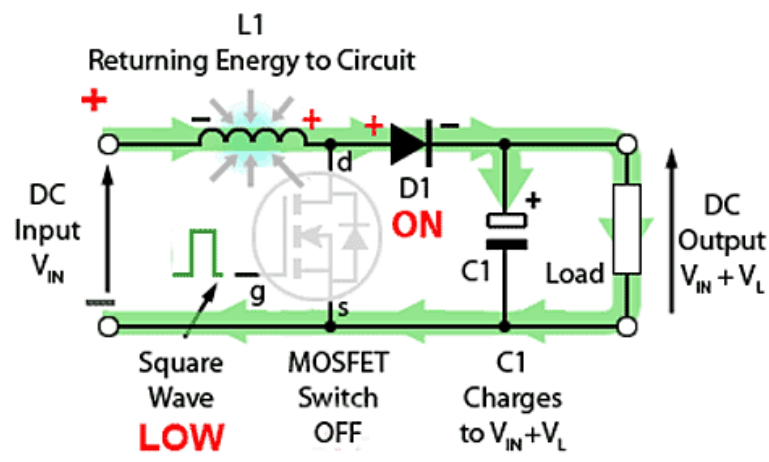 L1
Returning Energy to Circuit
+
− + + −
d
D1
ON
+
DC
Input
V_IN
DC
Output
V_IN + V_L
C1
Load
−
g
s
Square
Wave
LOW
MOSFET
Switch
OFF
C1
Charges
to V_IN+V_L